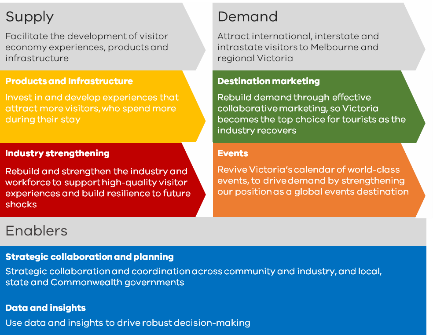 Supply
Facilitate the development of visitor
economy experiences, products and
infrastructure
Products and Infrastructure
Invest in and develop experiences that
attract more visitors, who spend more
during their stay
Industry strengthening
Rebuild and strengthen the industry and
workforce to support high-quality visitor
experiences and build resilience to future
shocks
Demand
Attract international, interstate and
intrastate visitors to Melbourne and
regional Victoria
Destination marketing
Rebuild demand through effective
collaborative marketing, so Victoria
becomes the top choice for tourists as the
industry recovers
Events
Revive Victoria's calendar of world-class
events, to drive demand by strengthening
our position as a global events destination
Enablers
Strategic collaboration and planning
Strategic collaboration and coordination across community and industry, and local,
state and Commonwealth governments
Data and insights
Use data and insights to drive robust decision-making